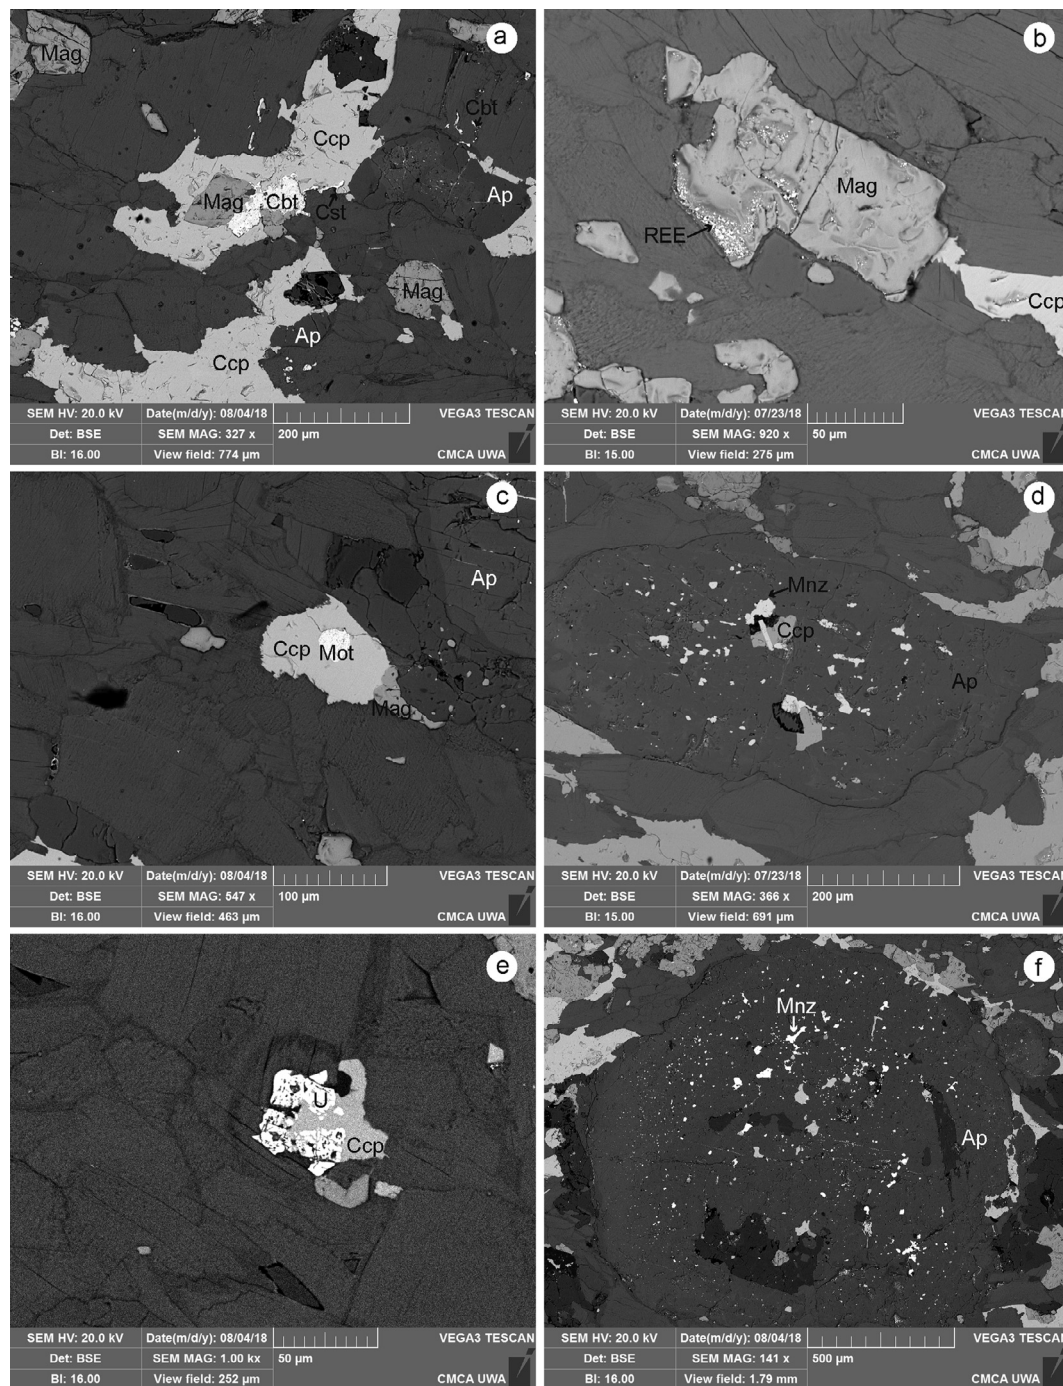 a
Mag
Cbt
Ccp
Ap
Mag
Cbt
Cst
Mag
Ap
Ccp
SEM HV: 20.0 kV Date(m/d/y): 08/04/18 VEGA3 TESCAN
Det: BSE SEM MAG: 327 x 200 µm
BI: 16.00 View field: 774 µm CMCA UWA
b
Mag
REE
Ccp
SEM HV: 20.0 kV Date(m/d/y): 07/23/18 VEGA3 TESCAN
Det: BSE SEM MAG: 920 x 50 µm
BI: 15.00 View field: 275 µm CMCA UWA
c
Ap
Ccp Mot
Mag
SEM HV: 20.0 kV Date(m/d/y): 08/04/18 VEGA3 TESCAN
Det: BSE SEM MAG: 547 x 100 µm
BI: 16.00 View field: 463 µm CMCA UWA
d
Mnz
Ccp
Ap
SEM HV: 20.0 kV Date(m/d/y): 07/23/18 VEGA3 TESCAN
Det: BSE SEM MAG: 366 x 200 µm
BI: 15.00 View field: 691 µm CMCA UWA
e
U
Ccp
SEM HV: 20.0 kV Date(m/d/y): 08/04/18 VEGA3 TESCAN
Det: BSE SEM MAG: 1.00 kx 50 µm
BI: 16.00 View field: 252 µm CMCA UWA
f
Mnz
Ap
SEM HV: 20.0 kV Date(m/d/y): 08/04/18 VEGA3 TESCAN
Det: BSE SEM MAG: 141 x 500 µm
BI: 16.00 View field: 1.79 mm CMCA UWA